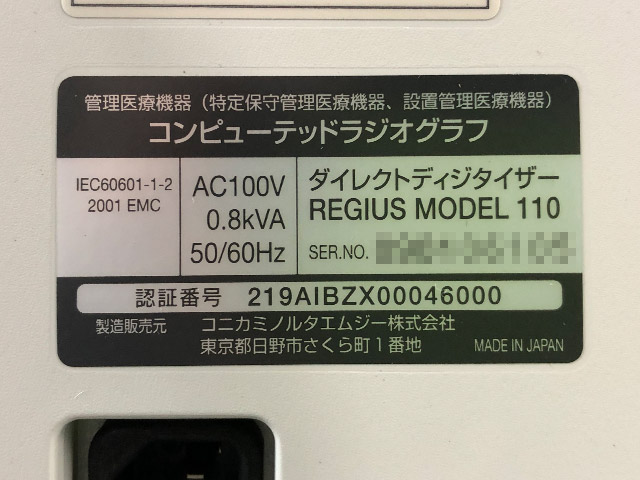 管理医療機器（特定保守管理医療機器、設置管理医療機器）
コンピューテッドラジオグラフ
IEC60601-1-2
2001 EMC
AC100V
0.8kVA
50/60Hz
ダイレクトディジタイザー
REGIUS MODEL 110
SER.NO.
認証番号 219AIBZX00046000
製造販売元 コニカミノルタエムジー株式会社
東京都日野市さくら町1番地
MADE IN JAPAN